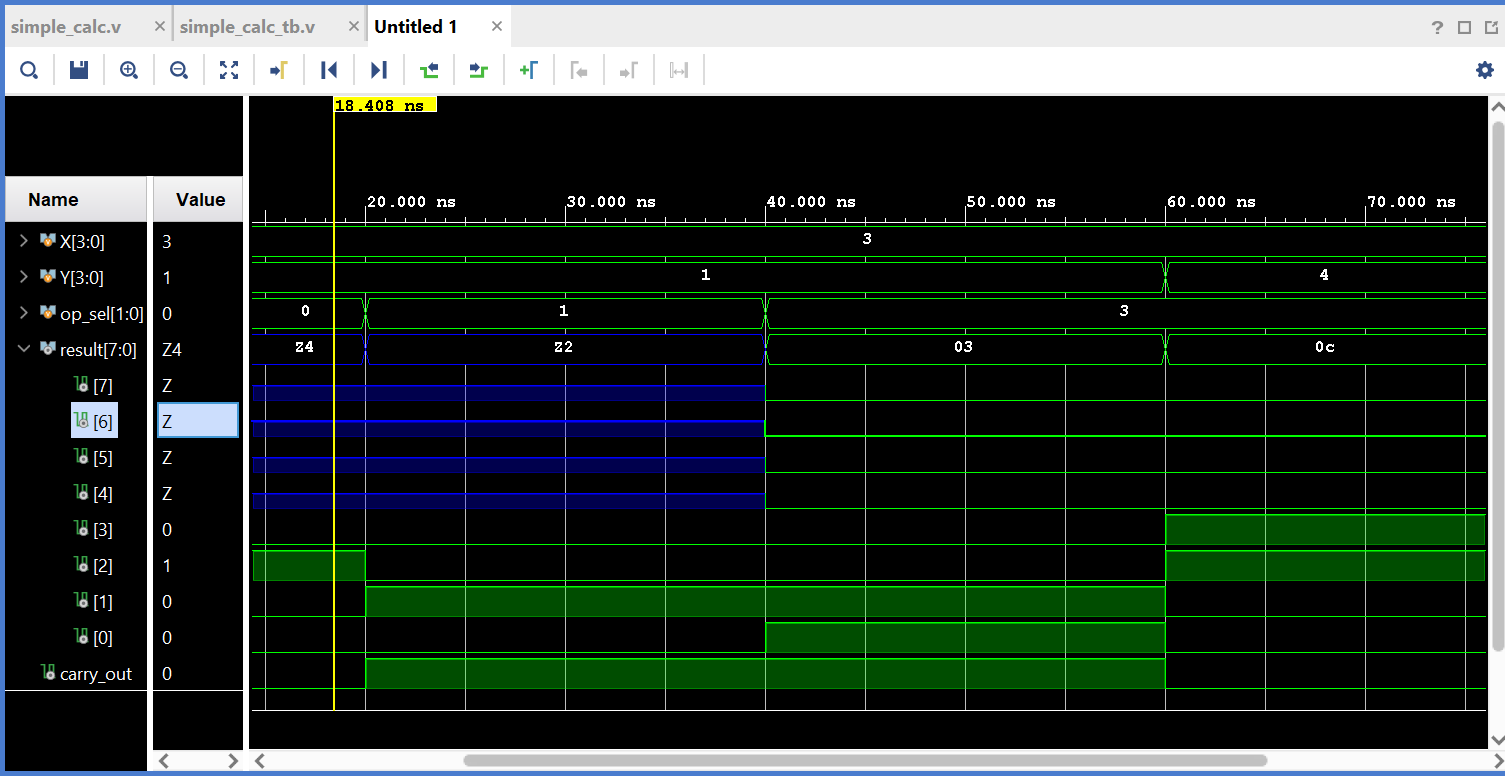 simple_calc.v × simple_calc_tb.v × Untitled 1 ×
?
18.408 ns
Name Value
20.000 ns 30.000 ns 40.000 ns 50.000 ns 60.000 ns 70.000 ns
X[3:0] 3 3
Y[3:0] 1 1 4
op_sel[1:0] 0 0 1 3
result[7:0] Z4 Z4 Z2 03 0c
[7] Z
[6] Z
[5] Z
[4] Z
[3] 0
[2] 1
[1] 0
[0] 0
carry_out 0